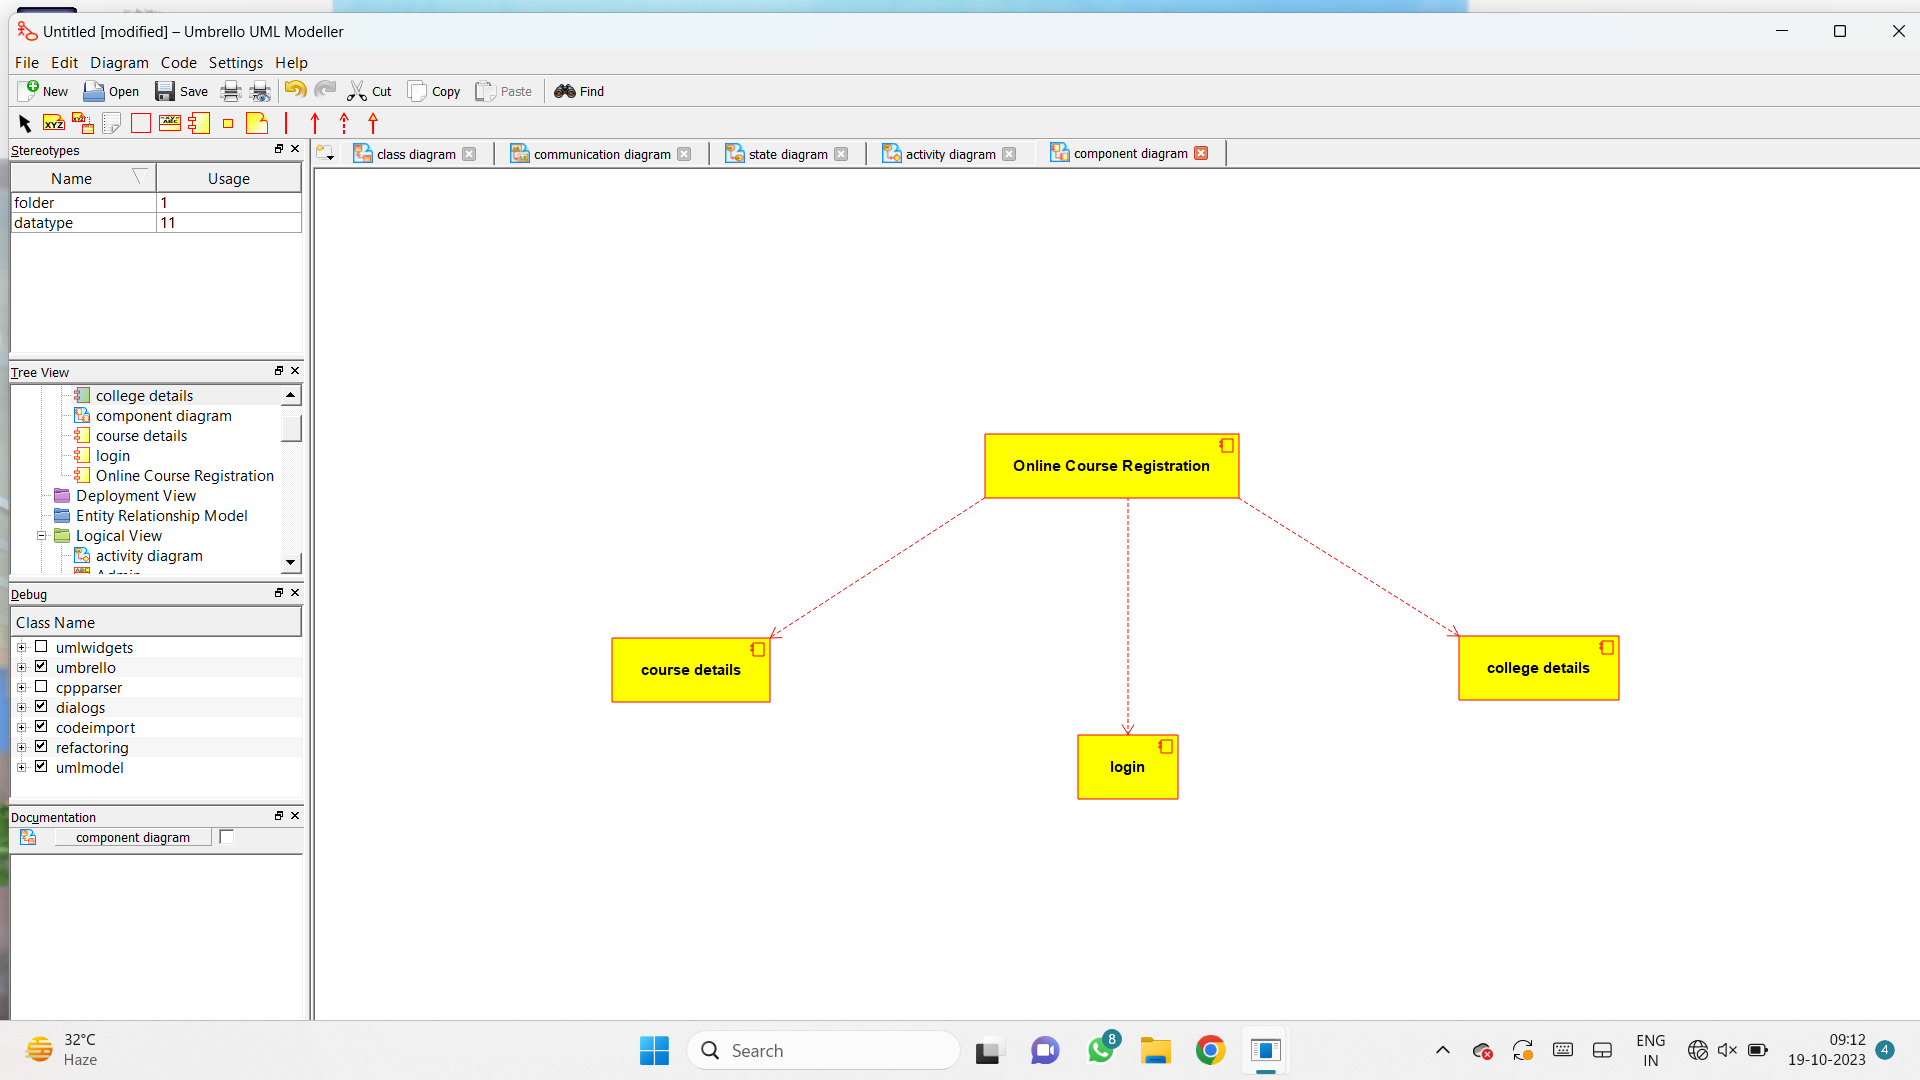 Untitled [modified] – Umbrello UML Modeller
File Edit Diagram Code Settings Help
New Open Save Cut Copy Paste Find
Stereotypes
Name Usage
folder 1
datatype 11
class diagram communication diagram state diagram activity diagram component diagram
Tree View
college details
component diagram
course details
login
Online Course Registration
Deployment View
Entity Relationship Model
Logical View
activity diagram
Debug
Class Name
umlwidgets
umbrello
cppparser
dialogs
codeimport
refactoring
umlmodel
Documentation
component diagram
Online Course Registration
course details
college details
login
32°C
Haze
Search
8
ENG
IN
09:12
19-10-2023
4